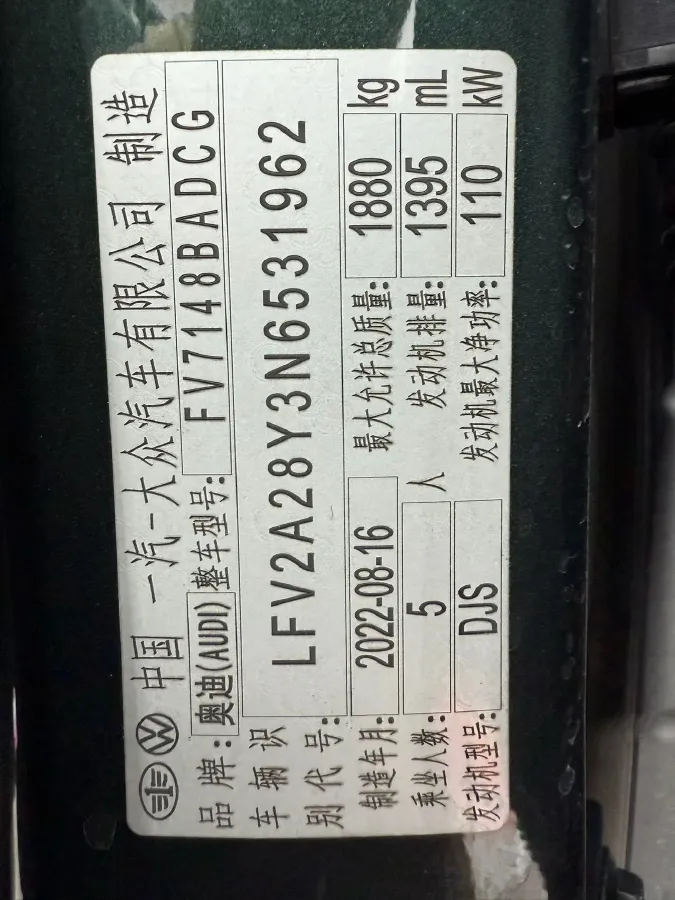 中国 一汽-大众汽车有限公司 制造
品牌: 奥迪(AUDI) 整车型号: FV7148BADCG
车辆识别代号: LFV2A28Y3N6531962
制造年月: 2022-08-16 最大允许总质量: 1880 kg
乘坐人数: 5 人 发动机排量: 1395 mL
发动机型号: DJS 发动机最大净功率: 110 kW